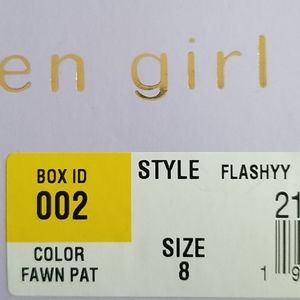 en girl
BOX ID
002
STYLE FLASHYY
21
COLOR
FAWN PAT
SIZE
8
1 9